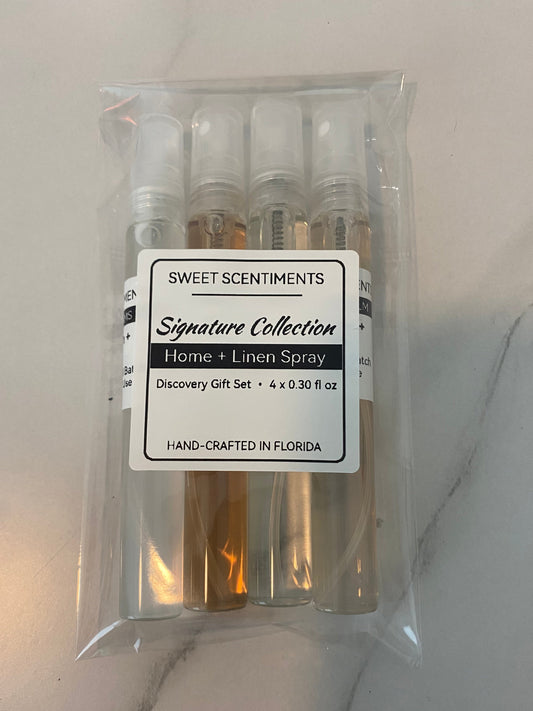 SWEET SCENTIMENTS
Signature Collection
Home + Linen Spray
Discovery Gift Set • 4 x 0.30 fl oz
HAND-CRAFTED IN FLORIDA